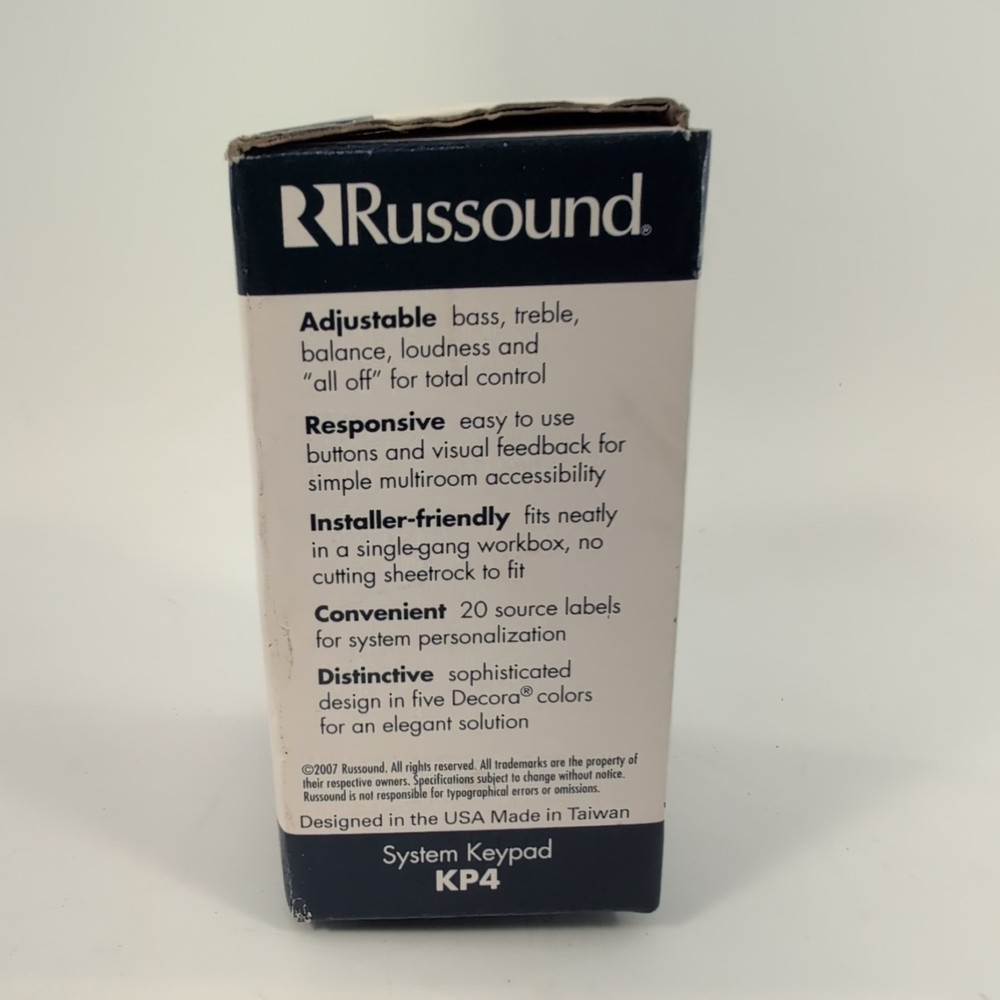 Russound®
Adjustable bass, treble,
balance, loudness and
"all off" for total control
Responsive easy to use
buttons and visual feedback for
simple multiroom accessibility
Installer-friendly fits neatly
in a single-gang workbox, no
cutting sheetrock to fit
Convenient 20 source labels
for system personalization
Distinctive sophisticated
design in five Decora® colors
for an elegant solution
©2007 Russound. All rights reserved. All trademarks are the property of
their respective owners. Specifications subject to change without notice.
Russound is not responsible for typographical errors or omissions.
Designed in the USA Made in Taiwan
System Keypad
KP4